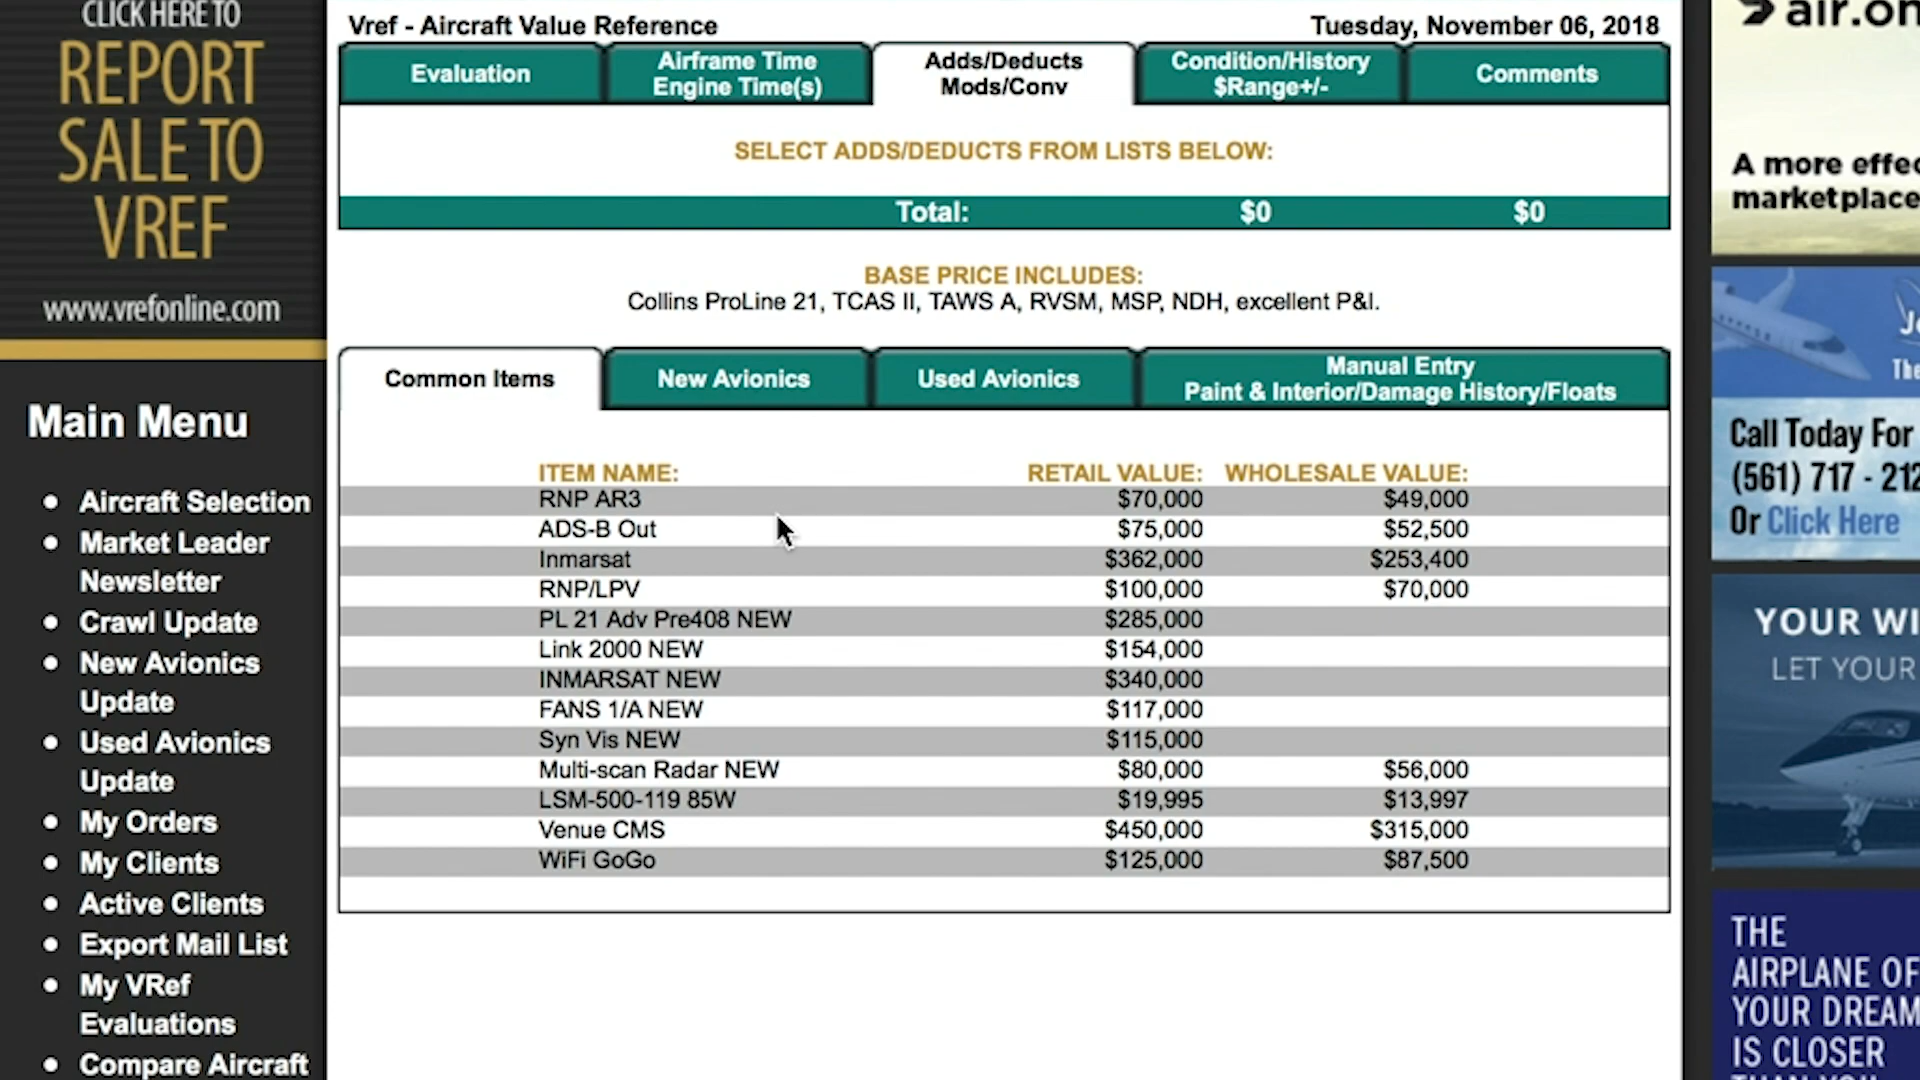 CLICK HERE TO
REPORT
SALE TO
VREF
www.vrefonline.com
Main Menu
Aircraft Selection
Market Leader
Newsletter
Crawl Update
New Avionics
Update
Used Avionics
Update
My Orders
My Clients
Active Clients
Export Mail List
My VRef
Evaluations
Compare Aircraft
Vref - Aircraft Value Reference Tuesday, November 06, 2018
Evaluation
Airframe Time
Engine Time(s)
Adds/Deducts
Mods/Conv
Condition/History
$Range+/-
Comments
SELECT ADDS/DEDUCTS FROM LISTS BELOW:
Total: $0 $0
BASE PRICE INCLUDES:
Collins ProLine 21, TCAS II, TAWS A, RVSM, MSP, NDH, excellent P&I.
Common Items
New Avionics
Used Avionics
Manual Entry
Paint & Interior/Damage History/Floats
ITEM NAME: RETAIL VALUE: WHOLESALE VALUE:
RNP AR3 $70,000 $49,000
ADS-B Out $75,000 $52,500
Inmarsat $362,000 $253,400
RNP/LPV $100,000 $70,000
PL 21 Adv Pre408 NEW $285,000
Link 2000 NEW $154,000
INMARSAT NEW $340,000
FANS 1/A NEW $117,000
Syn Vis NEW $115,000
Multi-scan Radar NEW $80,000 $56,000
LSM-500-119 85W $19,995 $13,997
Venue CMS $450,000 $315,000
WiFi GoGo $125,000 $87,500
air.on
A more effec
marketplace
The
Call Today For
(561) 717 - 212
Or Click Here
YOUR WI
LET YOUR
THE
AIRPLANE OF
YOUR DREAM
IS CLOSER